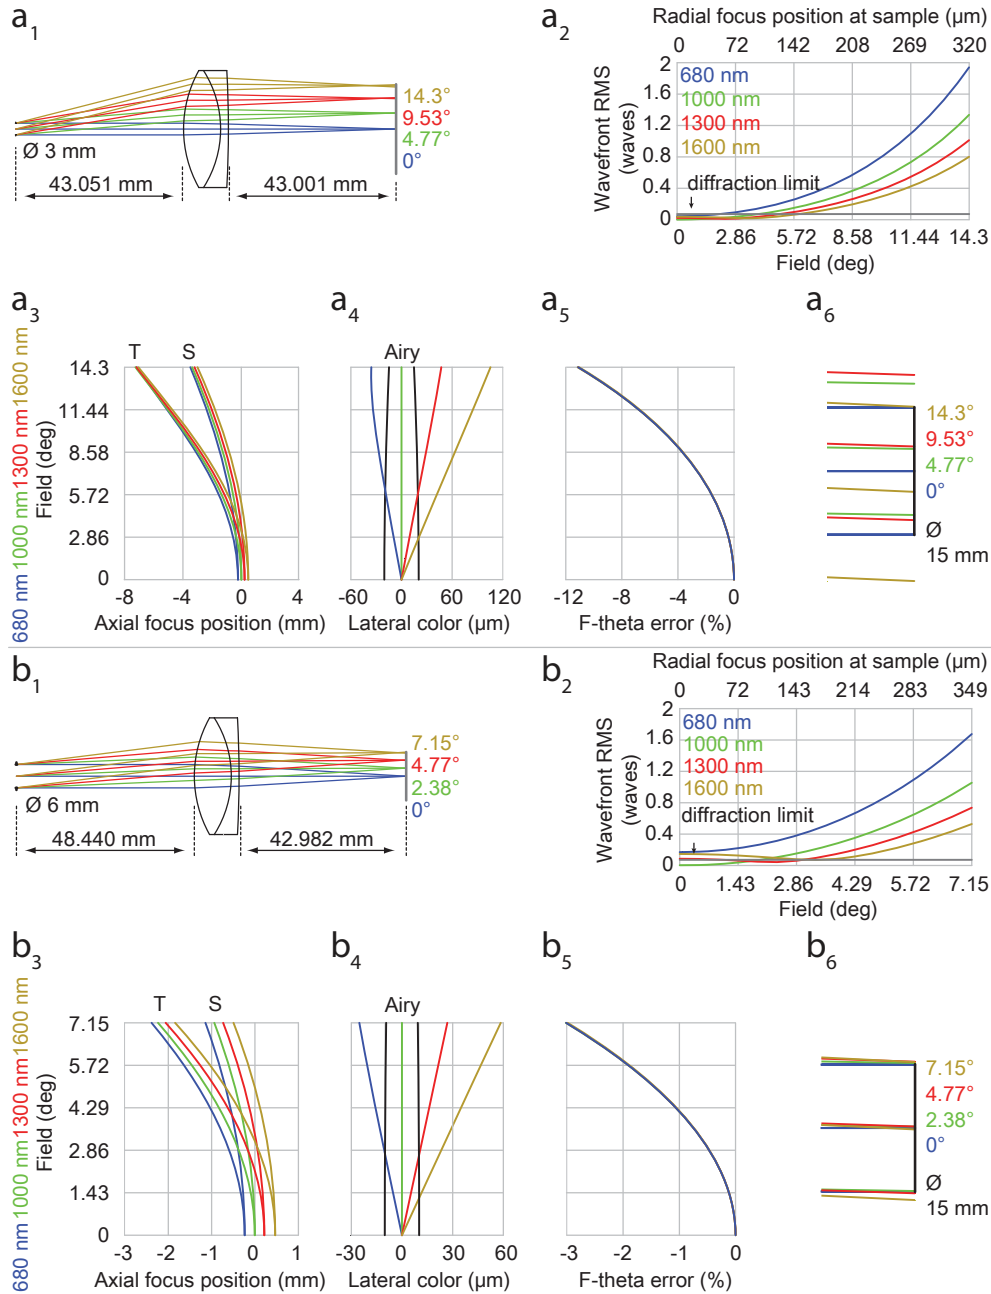 a1
14.3°
9.53°
4.77°
0°
Ø 3 mm
43.051 mm
43.001 mm
a2
Radial focus position at sample (µm)
0 72 142 208 269 320
2
1.6
1.2
0.8
0.4
0
Wavefront RMS
(waves)
680 nm
1000 nm
1300 nm
1600 nm
diffraction limit
0 2.86 5.72 8.58 11.44 14.3
Field (deg)
a3
680 nm 1000 nm 1300 nm 1600 nm
Field (deg)
T S
14.3
11.44
8.58
5.72
2.86
0
-8 -4 0 4
Axial focus position (mm)
a4
Airy
-60 0 60 120
Lateral color (µm)
a5
-12 -8 -4 0
F-theta error (%)
a6
14.3°
9.53°
4.77°
0°
Ø
15 mm
b1
7.15°
4.77°
2.38°
0°
Ø 6 mm
48.440 mm
42.982 mm
b2
Radial focus position at sample (µm)
0 72 143 214 283 349
2
1.6
1.2
0.8
0.4
0
Wavefront RMS
(waves)
680 nm
1000 nm
1300 nm
1600 nm
diffraction limit
0 1.43 2.86 4.29 5.72 7.15
Field (deg)
b3
680 nm 1000 nm 1300 nm 1600 nm
Field (deg)
T S
7.15
5.72
4.29
2.86
1.43
0
-3 -2 -1 0 1
Axial focus position (mm)
b4
Airy
-30 0 30 60
Lateral color (µm)
b5
-3 -2 -1 0
F-theta error (%)
b6
7.15°
4.77°
2.38°
0°
Ø
15 mm